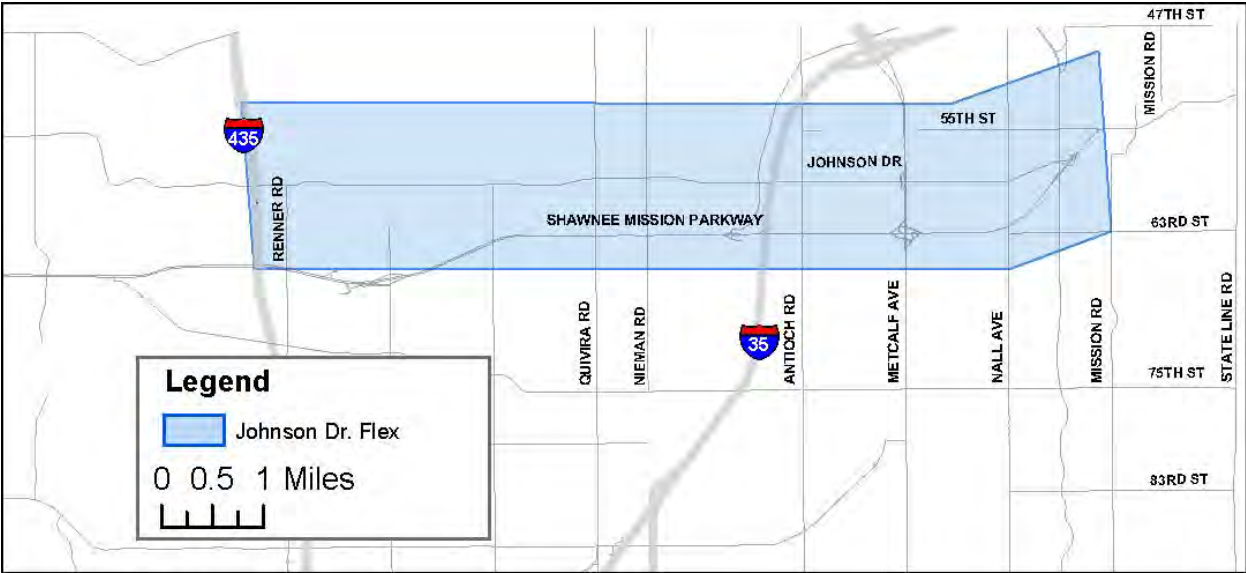 47TH ST
MISSION RD
55TH ST
435
JOHNSON DR
RENNER RD
SHAWNEE MISSION PARKWAY
63RD ST
QUIVIRA RD
NIEMAN RD
35
ANTIOCH RD
METCALF AVE
NALL AVE
MISSION RD
STATE LINE RD
75TH ST
83RD ST
Legend
Johnson Dr. Flex
0 0.5 1 Miles